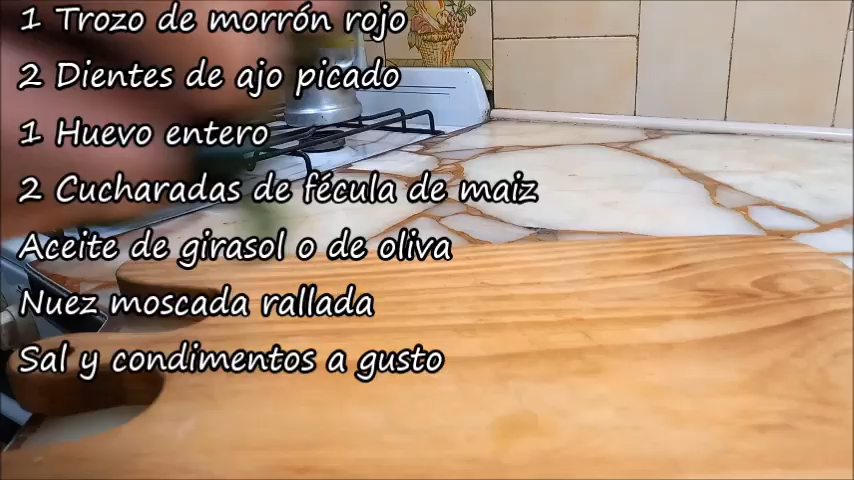 1 Trozo de morrón rojo
2 Dientes de ajo picado
1 Huevo entero
2 Cucharadas de fécula de maiz
Aceite de girasol o de oliva
Nuez moscada rallada
Sal y condimentos a gusto